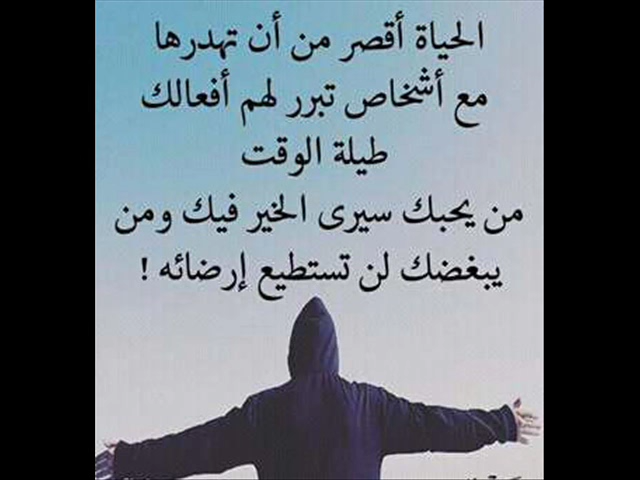 الحياة أقصر من أن تهدرها
مع أشخاص تبرر لهم أفعالك
طيلة الوقت
من يحبك سيرى الخير فيك ومن
يبغضك لن تستطيع إرضائه !